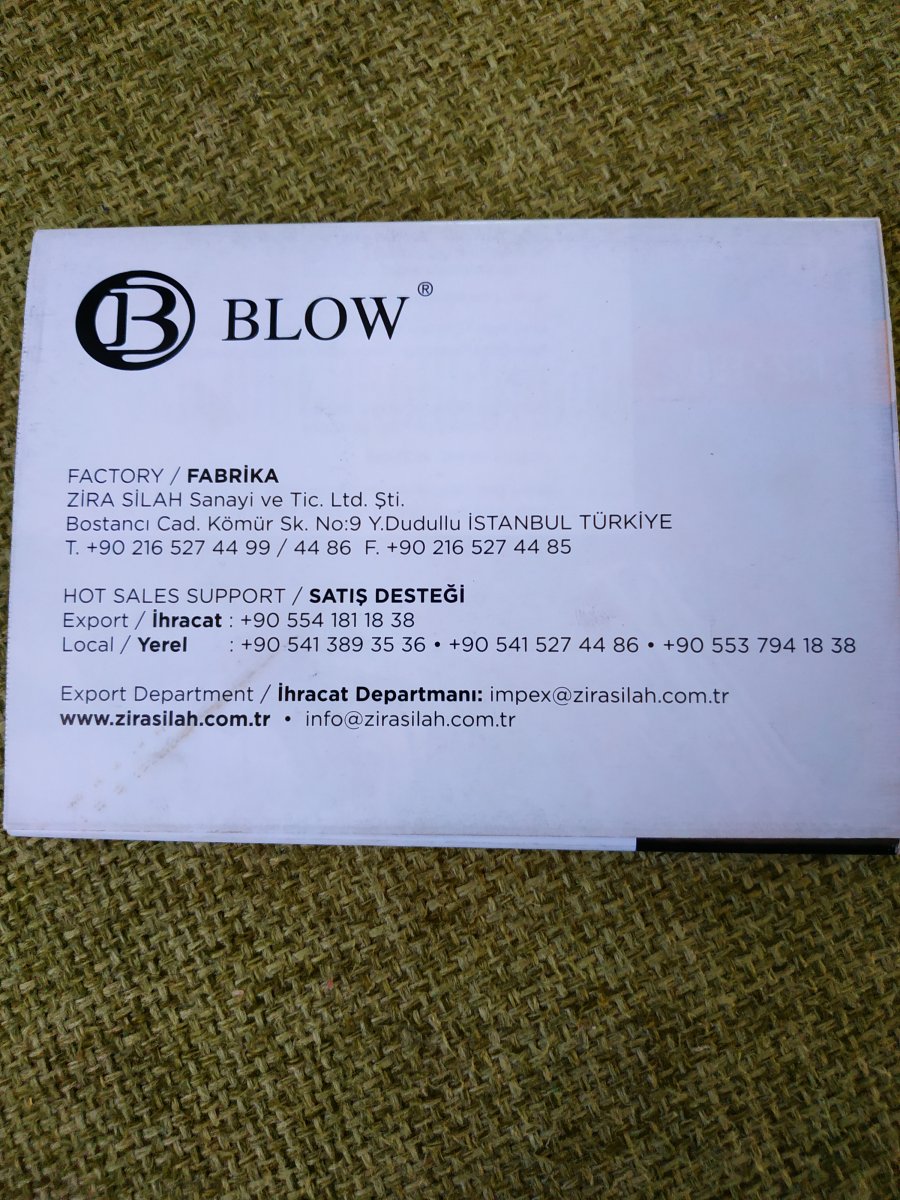 B BLOW®
FACTORY / FABRİKA
ZİRA SİLAH Sanayi ve Tic. Ltd. Şti.
Bostancı Cad. Kömür Sk. No:9 Y.Dudullu İSTANBUL TÜRKİYE
T. +90 216 527 44 99 / 44 86 F. +90 216 527 44 85
HOT SALES SUPPORT / SATIŞ DESTEĞİ
Export / İhracat : +90 554 181 18 38
Local / Yerel : +90 541 389 35 36 • +90 541 527 44 86 • +90 553 794 18 38
Export Department / İhracat Departmanı: impex@zirasilah.com.tr
www.zirasilah.com.tr • info@zirasilah.com.tr